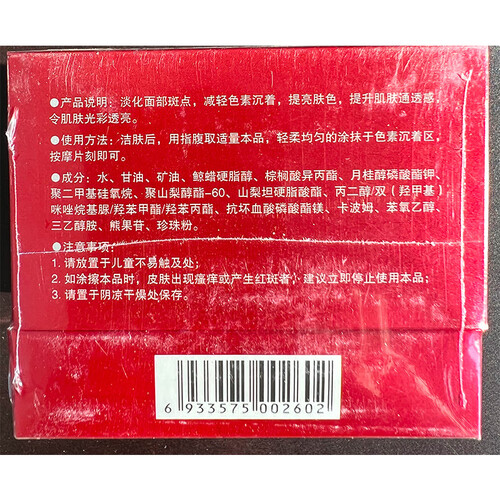 ●产品说明：淡化面部斑点，减轻色素沉着，提亮肤色，提升肌肤通透感，
令肌肤光彩透亮。
●使用方法：洁肤后，用指腹取适量本品，轻柔均匀的涂抹于色素沉着区，
按摩片刻即可。
●成分：水、甘油、矿油、鲸蜡硬脂醇、棕榈酸异丙酯、月桂醇磷酸酯钾、
聚二甲基硅氧烷、聚山梨醇酯-60、山梨坦硬脂酸酯、丙二醇/双（羟甲基）
咪唑烷基脲/羟苯甲酯/羟苯丙酯、抗坏血酸磷酸酯镁、卡波姆、苯氧乙醇、
三乙醇胺、熊果苷、珍珠粉。
●注意事项：
1. 请放置于儿童不易触及处；
2. 如涂擦本品时，皮肤出现瘙痒或产生红斑者，建议立即停止使用本品；
3. 请置于阴凉干燥处保存。
6 933575 002602